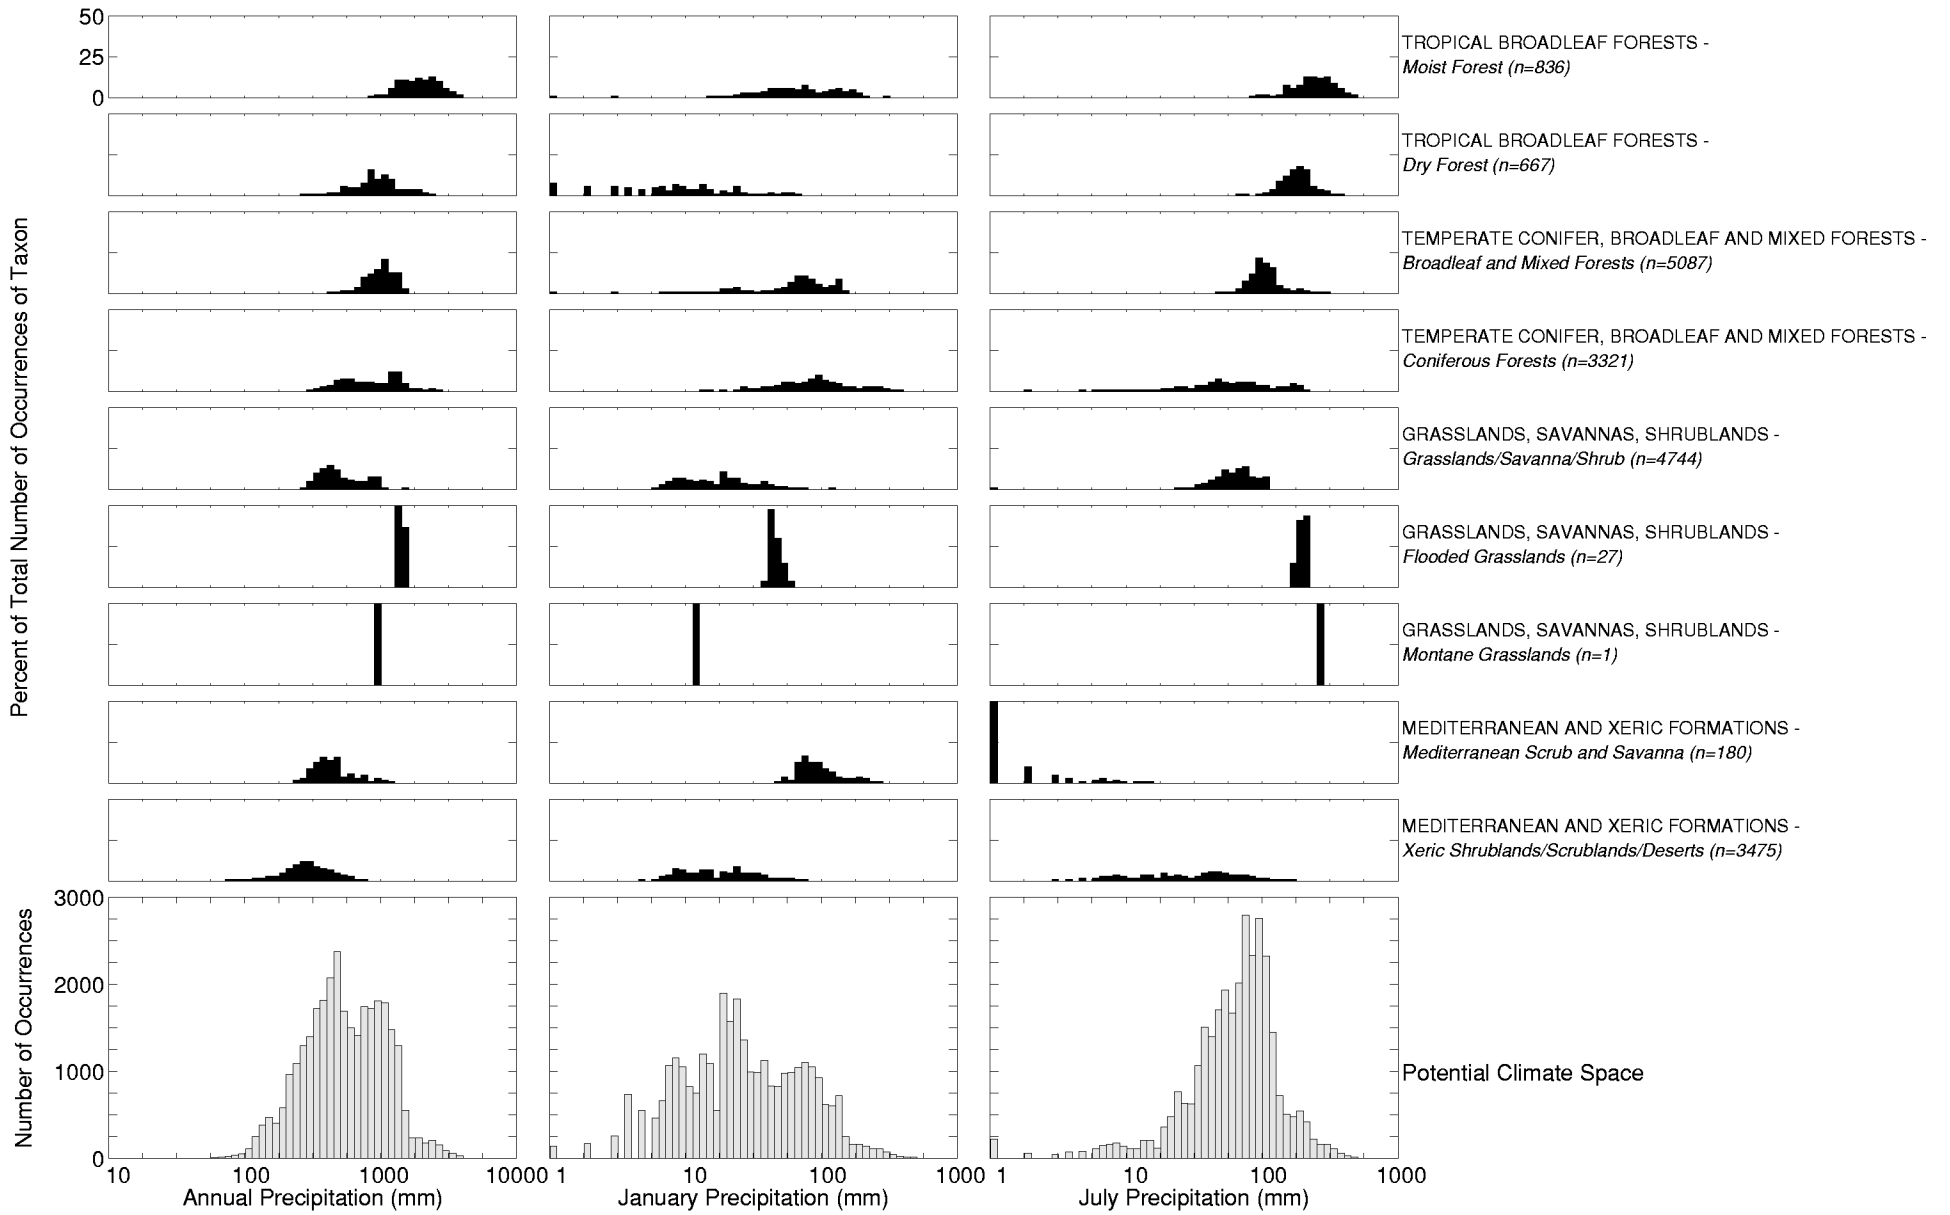 50
25
0
TROPICAL BROADLEAF FORESTS -
Moist Forest (n=836)
TROPICAL BROADLEAF FORESTS -
Dry Forest (n=667)
TEMPERATE CONIFER, BROADLEAF AND MIXED FORESTS -
Broadleaf and Mixed Forests (n=5087)
TEMPERATE CONIFER, BROADLEAF AND MIXED FORESTS -
Coniferous Forests (n=3321)
GRASSLANDS, SAVANNAS, SHRUBLANDS -
Grasslands/Savanna/Shrub (n=4744)
GRASSLANDS, SAVANNAS, SHRUBLANDS -
Flooded Grasslands (n=27)
GRASSLANDS, SAVANNAS, SHRUBLANDS -
Montane Grasslands (n=1)
MEDITERRANEAN AND XERIC FORMATIONS -
Mediterranean Scrub and Savanna (n=180)
MEDITERRANEAN AND XERIC FORMATIONS -
Xeric Shrublands/Scrublands/Deserts (n=3475)
Percent of Total Number of Occurrences of Taxon
3000
2000
1000
0
Number of Occurrences
Potential Climate Space
10 100 1000 10000
1 10 100 1000
1 10 100 1000
Annual Precipitation (mm)
January Precipitation (mm)
July Precipitation (mm)